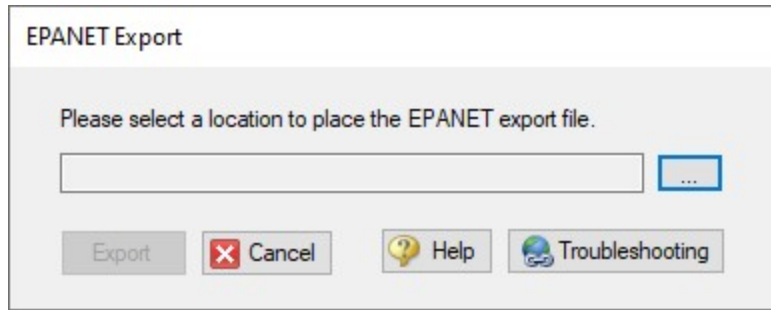 EPANET Export
Please select a location to place the EPANET export file.
...
Export Cancel Help Troubleshooting